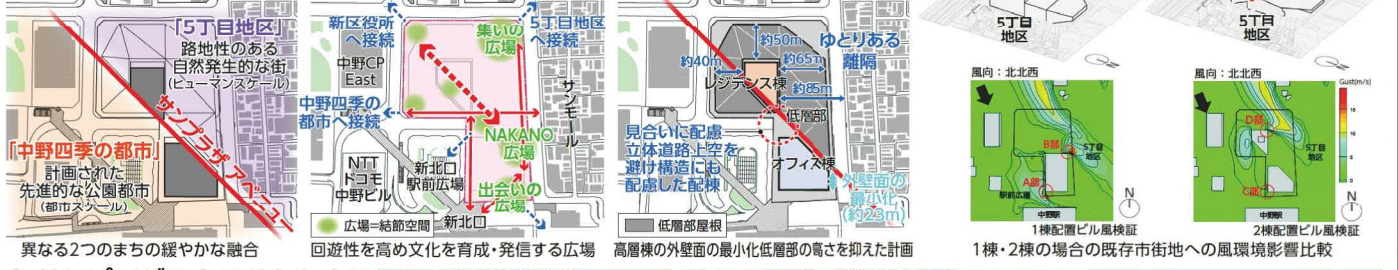 「5丁目地区」
路地性のある
自然発生的な街
(ヒューマンスケール)
サンプラザ アベニュー
「中野四季の都市」
計画された
先進的な公園都市
(都市スケール)
異なる2つのまちの緩やかな融合
新区役所
へ接続
集いの
広場
5丁目地区
へ接続
中野CP
East
サンモール
中野四季の
都市へ接続
NAKANO
広場
NTT
ドコモ
中野ビル
新北口
駅前広場
出会いの
広場
広場=結節空間
新北口
回遊性を高め文化を育成・発信する広場
約50m
ゆとりある
離隔
約40m
約65m
レジデンス棟
約85m
低層部
見合いに配慮
立体道路上空を
避け構造にも
配慮した配棟
オフィス棟
外壁面の
最小化
(約23m)
低層部屋根
高層棟の外壁面の最小化低層部の高さを抑えた計画
5丁目
地区
5丁目
地区
風向:北北西
B部
5丁目
地区
A部
駅前広場
中野駅
N
1棟配置ビル風検証
風向:北北西
Gust(m/s)
D部
5丁目
地区
C部
中野駅
N
2棟配置ビル風検証
1棟・2棟の場合の既存市街地への風環境影響比較